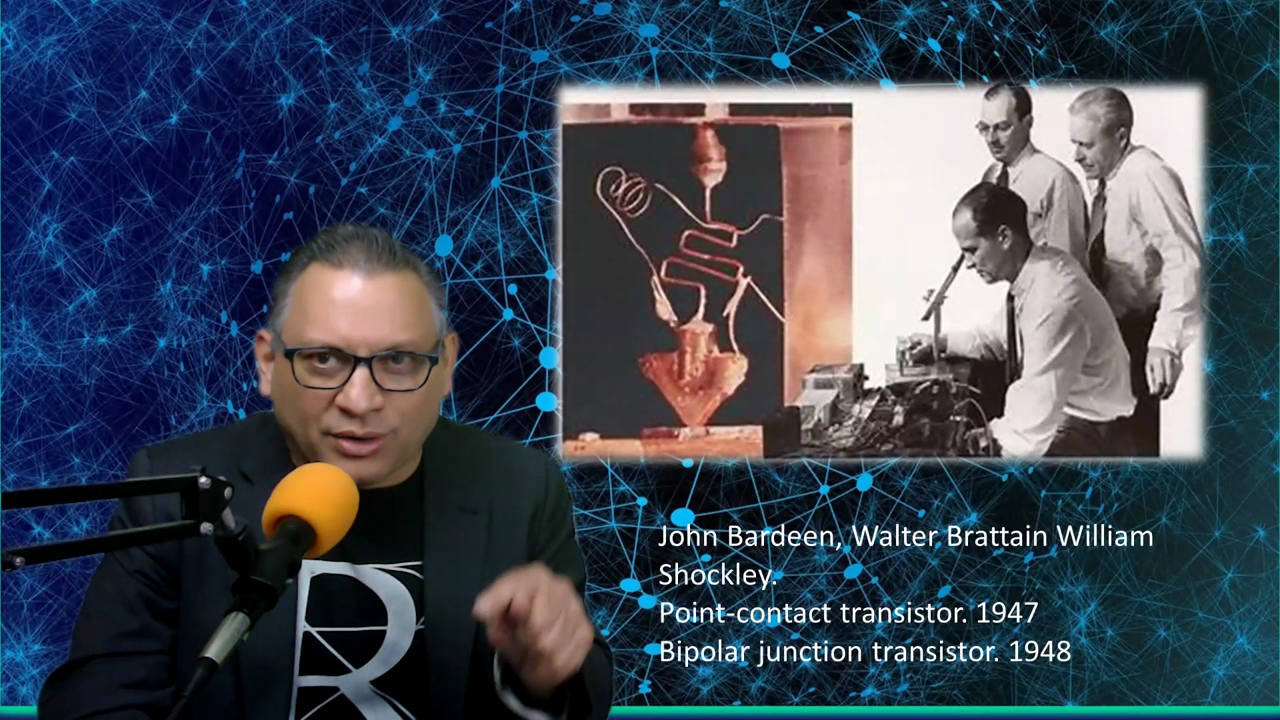 R
John Bardeen, Walter Brattain William
Shockley.
Point-contact transistor. 1947
Bipolar junction transistor. 1948